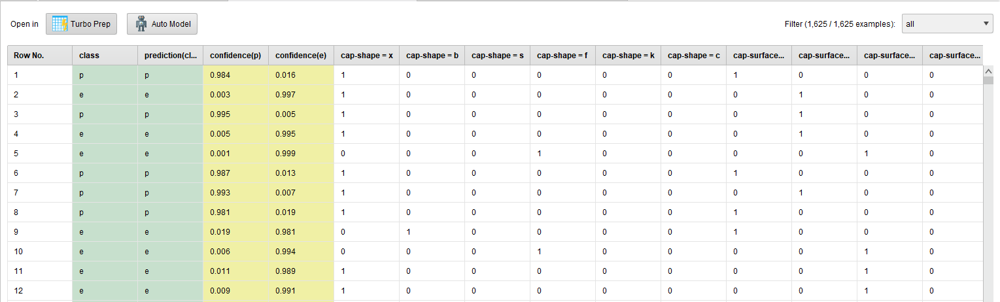 Open in Turbo Prep Auto Model Filter (1,625 / 1,625 examples): all
Row No. class prediction(cl... confidence(p) confidence(e) cap-shape = x cap-shape = b cap-shape = s cap-shape = f cap-shape = k cap-shape = c cap-surface... cap-surface... cap-surface... cap-surface...
1 p p 0.984 0.016 1 0 0 0 0 0 1 0 0 0
2 e e 0.003 0.997 1 0 0 0 0 0 0 1 0 0
3 p p 0.995 0.005 1 0 0 0 0 0 0 1 0 0
4 e e 0.005 0.995 1 0 0 0 0 0 0 1 0 0
5 e e 0.001 0.999 0 0 0 1 0 0 0 0 1 0
6 p p 0.987 0.013 1 0 0 0 0 0 1 0 0 0
7 p p 0.993 0.007 1 0 0 0 0 0 0 1 0 0
8 p p 0.981 0.019 1 0 0 0 0 0 1 0 0 0
9 e e 0.019 0.981 0 1 0 0 0 0 1 0 0 0
10 e e 0.006 0.994 0 0 0 1 0 0 0 0 1 0
11 e e 0.011 0.989 1 0 0 0 0 0 0 0 1 0
12 e e 0.009 0.991 1 0 0 0 0 0 0 0 1 0